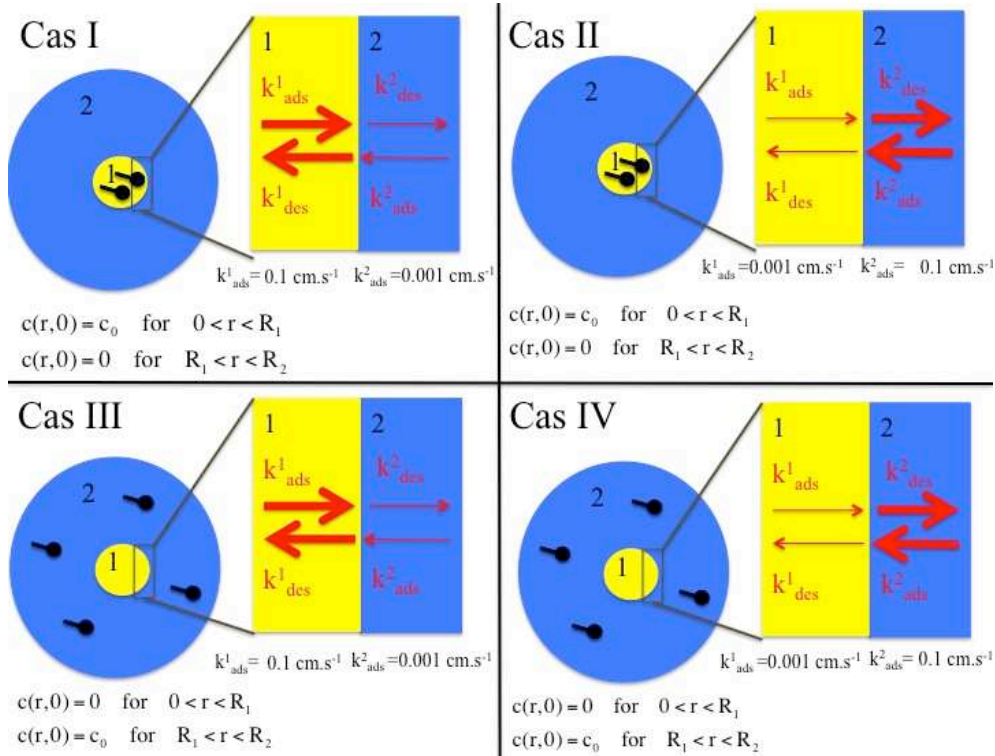 Cas I
1 2
2
k¹ads k²des
1
k¹des k²ads
k¹ads= 0.1 cm.s⁻¹ k²ads=0.001 cm.s⁻¹
c(r,0)=c₀ for 0<r<R₁
c(r,0)=0 for R₁<r<R₂
Cas II
1 2
2
k¹ads k²des
1
k¹des k²ads
k¹ads=0.001 cm.s⁻¹ k²ads= 0.1 cm.s⁻¹
c(r,0)=c₀ for 0<r<R₁
c(r,0)=0 for R₁<r<R₂
Cas III
1 2
2
k¹ads k²des
1
k¹des k²ads
k¹ads= 0.1 cm.s⁻¹ k²ads=0.001 cm.s⁻¹
c(r,0)=0 for 0<r<R₁
c(r,0)=c₀ for R₁<r<R₂
Cas IV
1 2
2
k¹ads k²des
1
k¹des k²ads
k¹ads=0.001 cm.s⁻¹ k²ads=0.1 cm.s⁻¹
c(r,0)=0 for 0<r<R₁
c(r,0)=c₀ for R₁<r<R₂